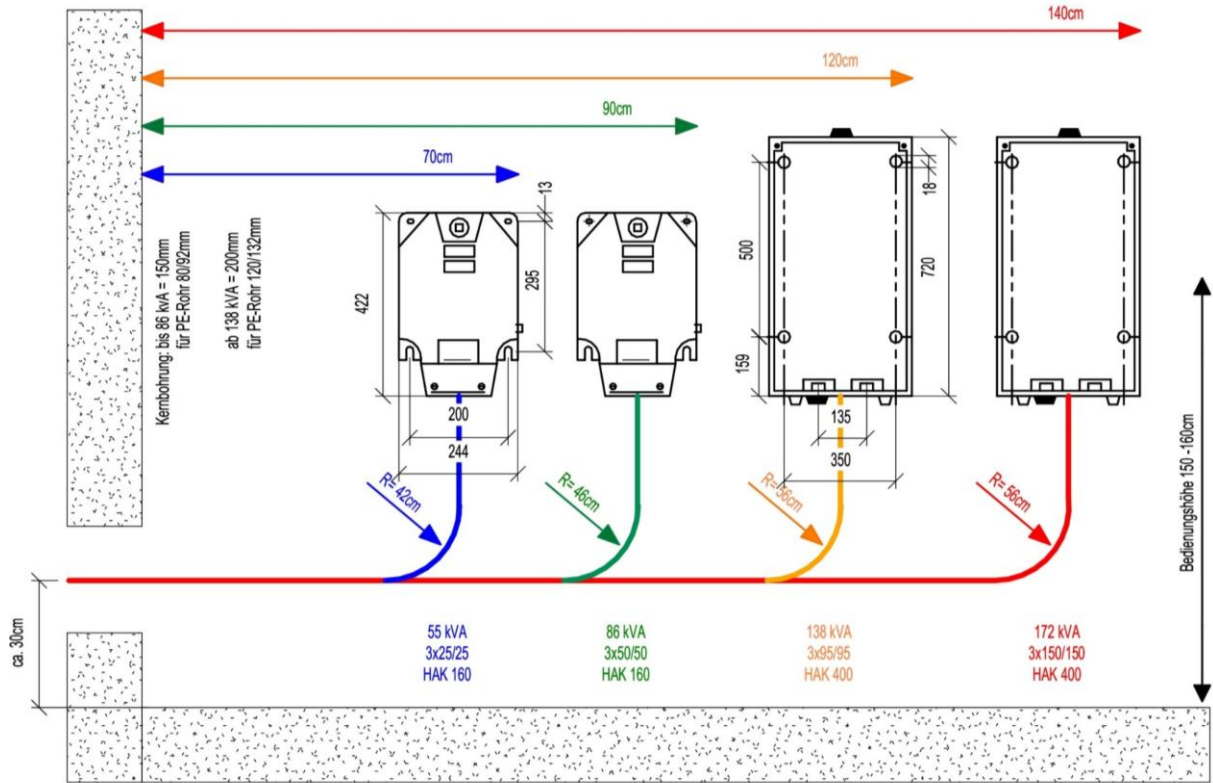 140cm
120cm
90cm
70cm
Kernbohrung: bis 86 kvA = 150mm
für PE-Rohr 80/92mm
ab 138 kVA = 200mm
für PE-Rohr 120/132mm
422
13
295
200
244
500
159
18
720
135
350
R= 42cm
R= 46cm
R= 56cm
R= 56cm
Bedienungshöhe 150 -160cm
ca. 30cm
55 kVA
3x25/25
HAK 160
86 kVA
3x50/50
HAK 160
138 kVA
3x95/95
HAK 400
172 kVA
3x150/150
HAK 400